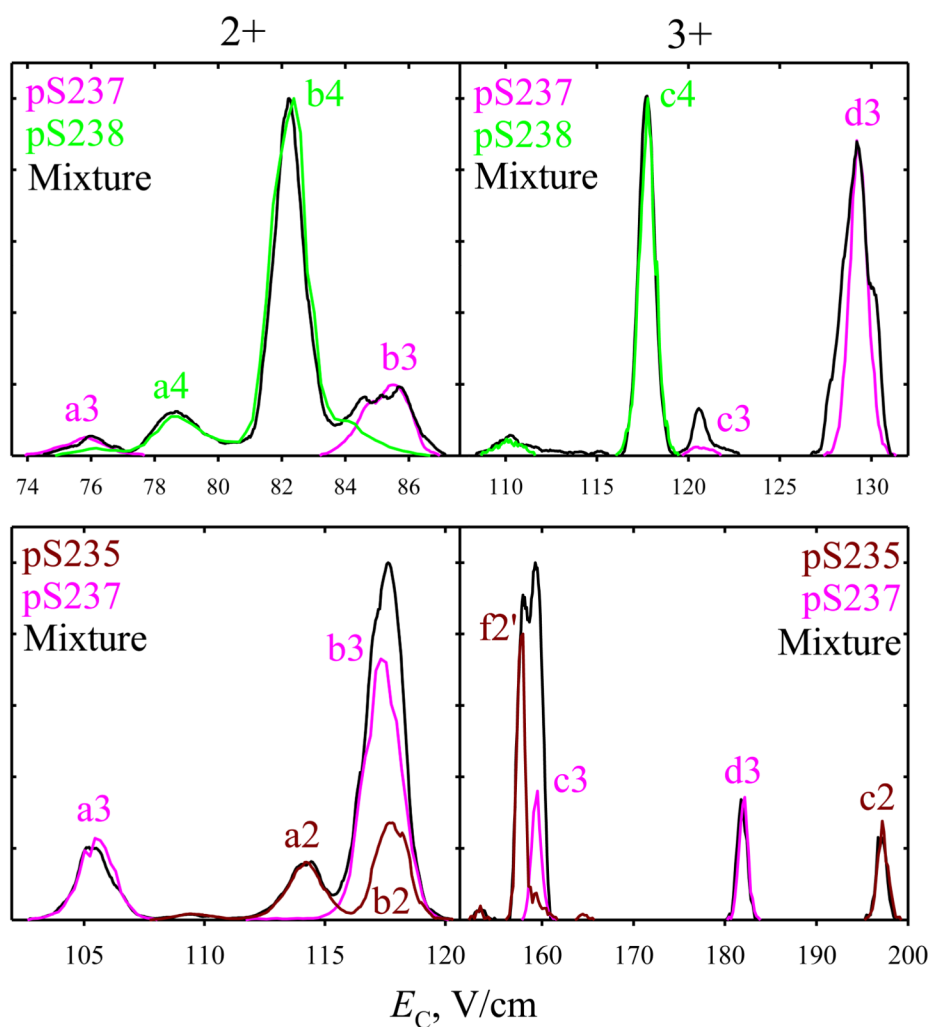 2+
3+
pS237
pS238
Mixture
b4
a3
a4
b3
pS237
pS238
Mixture
c4
d3
c3
74 76 78 80 82 84 86
110 115 120 125 130
pS235
pS237
Mixture
a3
b3
a2
b2
pS235
pS237
Mixture
f2'
c3
d3
c2
105 110 115 120
160 170 180 190 200
E_C, V/cm